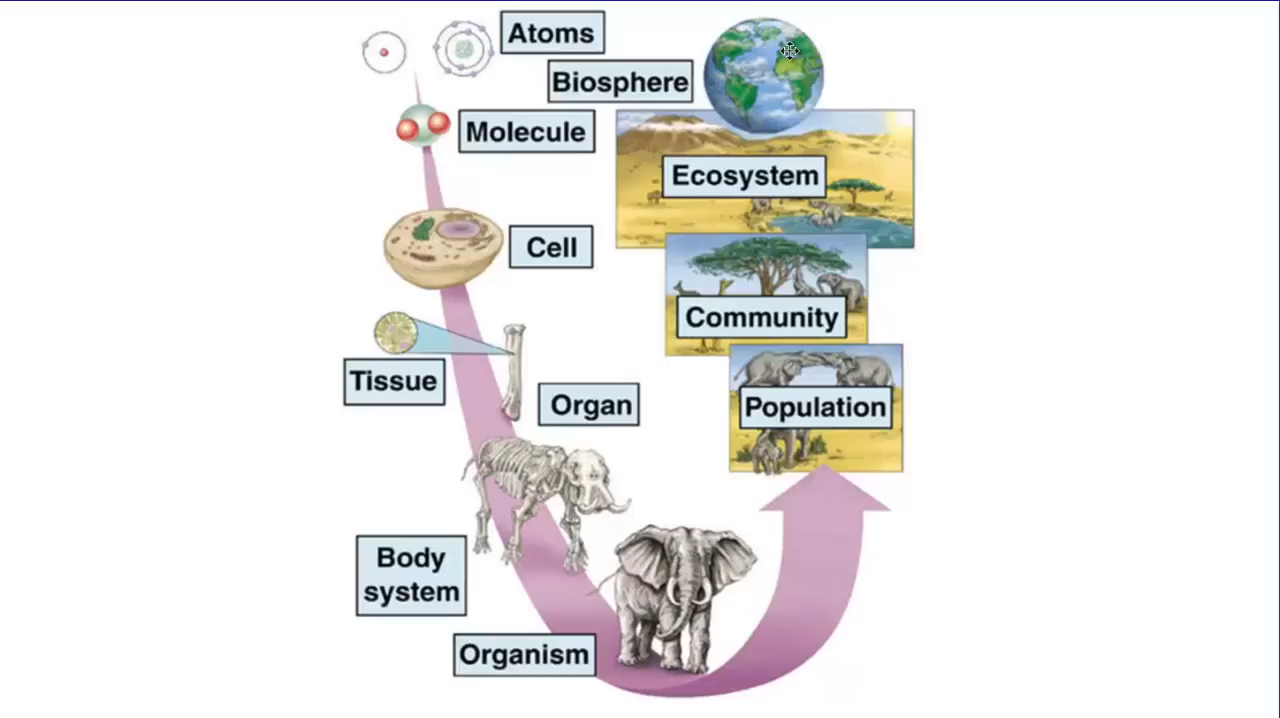 Atoms
Biosphere
Molecule
Ecosystem
Cell
Community
Tissue
Organ
Population
Body
system
Organism